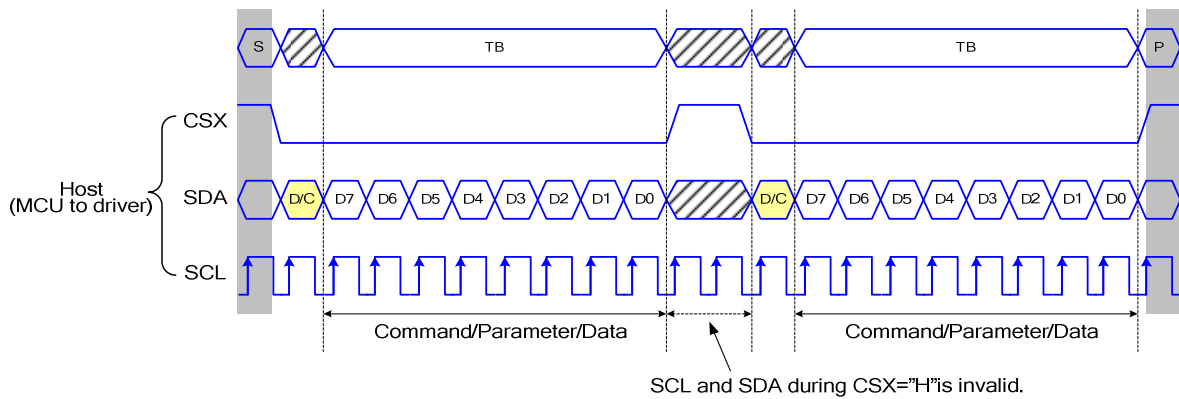 S TB TB P
CSX
Host
(MCU to driver)
SDA D/C D7 D6 D5 D4 D3 D2 D1 D0 D/C D7 D6 D5 D4 D3 D2 D1 D0
SCL
Command/Parameter/Data Command/Parameter/Data
SCL and SDA during CSX=”H”is invalid.